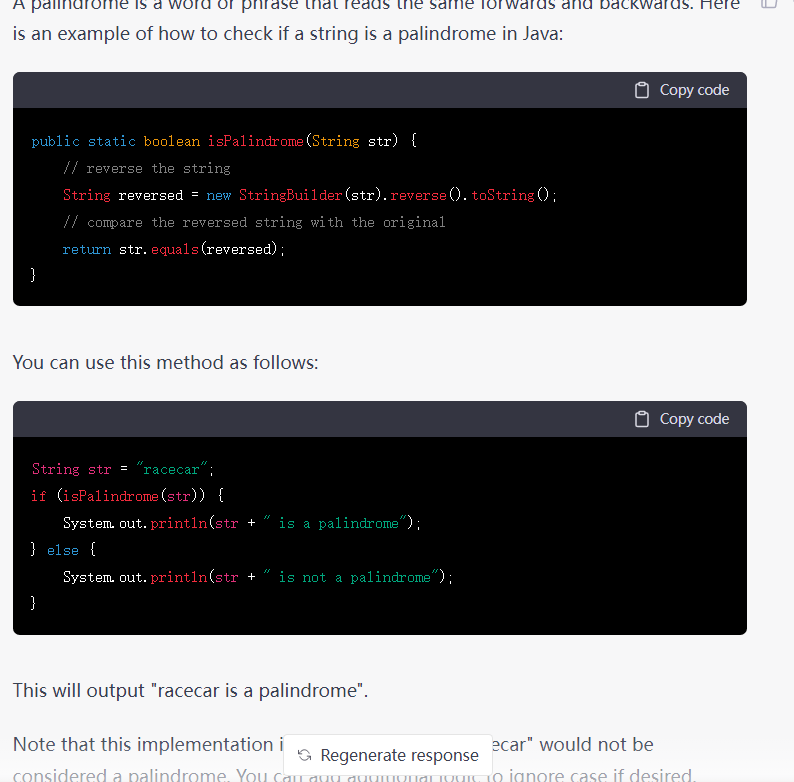 A palindrome is a word or phrase that reads the same forwards and backwards. Here
is an example of how to check if a string is a palindrome in Java:
Copy code
public static boolean isPalindrome(String str) {
    // reverse the string
    String reversed = new StringBuilder(str).reverse().toString();
    // compare the reversed string with the original
    return str.equals(reversed);
}
You can use this method as follows:
Copy code
String str = "racecar";
if (isPalindrome(str)) {
    System.out.println(str + " is a palindrome");
} else {
    System.out.println(str + " is not a palindrome");
}
This will output "racecar is a palindrome".
Note that this implementation ecar" would not be
Regenerate response
considered a palindrome. You can add additional logic to ignore case if desired.